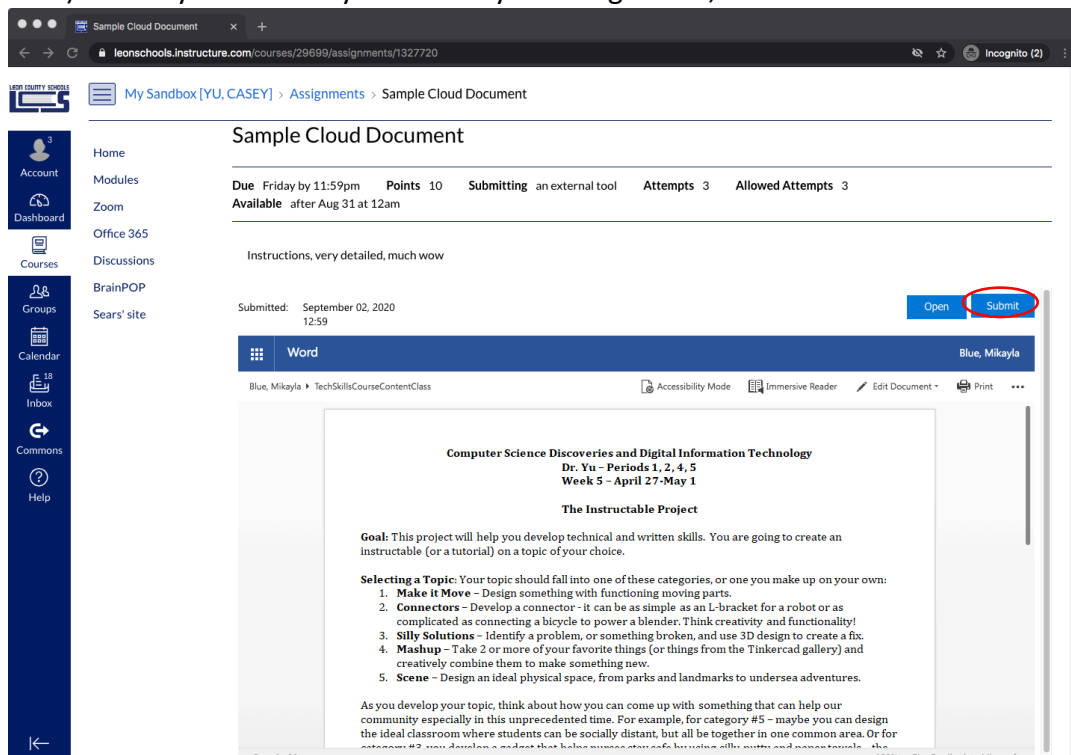 Sample Cloud Document × +
leonschools.instructure.com/courses/29699/assignments/1327720 Incognito (2)
LEON COUNTY SCHOOLS
My Sandbox [YU, CASEY] > Assignments > Sample Cloud Document
3
Account
Dashboard
Courses
Groups
Calendar
18
Inbox
Commons
Help
Home
Modules
Zoom
Office 365
Discussions
BrainPOP
Sears' site
Sample Cloud Document
Due Friday by 11:59pm Points 10 Submitting an external tool Attempts 3 Allowed Attempts 3
Available after Aug 31 at 12am
Instructions, very detailed, much wow
Submitted: September 02, 2020
12:59
Open Submit
Word Blue, Mikayla
Blue, Mikayla ▸ TechSkillsCourseContentClass Accessibility Mode Immersive Reader Edit Document Print •••
Computer Science Discoveries and Digital Information Technology
Dr. Yu – Periods 1, 2, 4, 5
Week 5 – April 27-May 1
The Instructable Project
Goal: This project will help you develop technical and written skills. You are going to create an
instructable (or a tutorial) on a topic of your choice.
Selecting a Topic: Your topic should fall into one of these categories, or one you make up on your own:
1. Make it Move – Design something with functioning moving parts.
2. Connectors – Develop a connector - it can be as simple as an L-bracket for a robot or as
complicated as connecting a bicycle to power a blender. Think creativity and functionality!
3. Silly Solutions – Identify a problem, or something broken, and use 3D design to create a fix.
4. Mashup – Take 2 or more of your favorite things (or things from the Tinkercad gallery) and
creatively combine them to make something new.
5. Scene – Design an ideal physical space, from parks and landmarks to undersea adventures.
As you develop your topic, think about how you can come up with something that can help our
community especially in this unprecedented time. For example, for category #5 – maybe you can design
the ideal classroom where students can be socially distant, but all be together in one common area. Or for